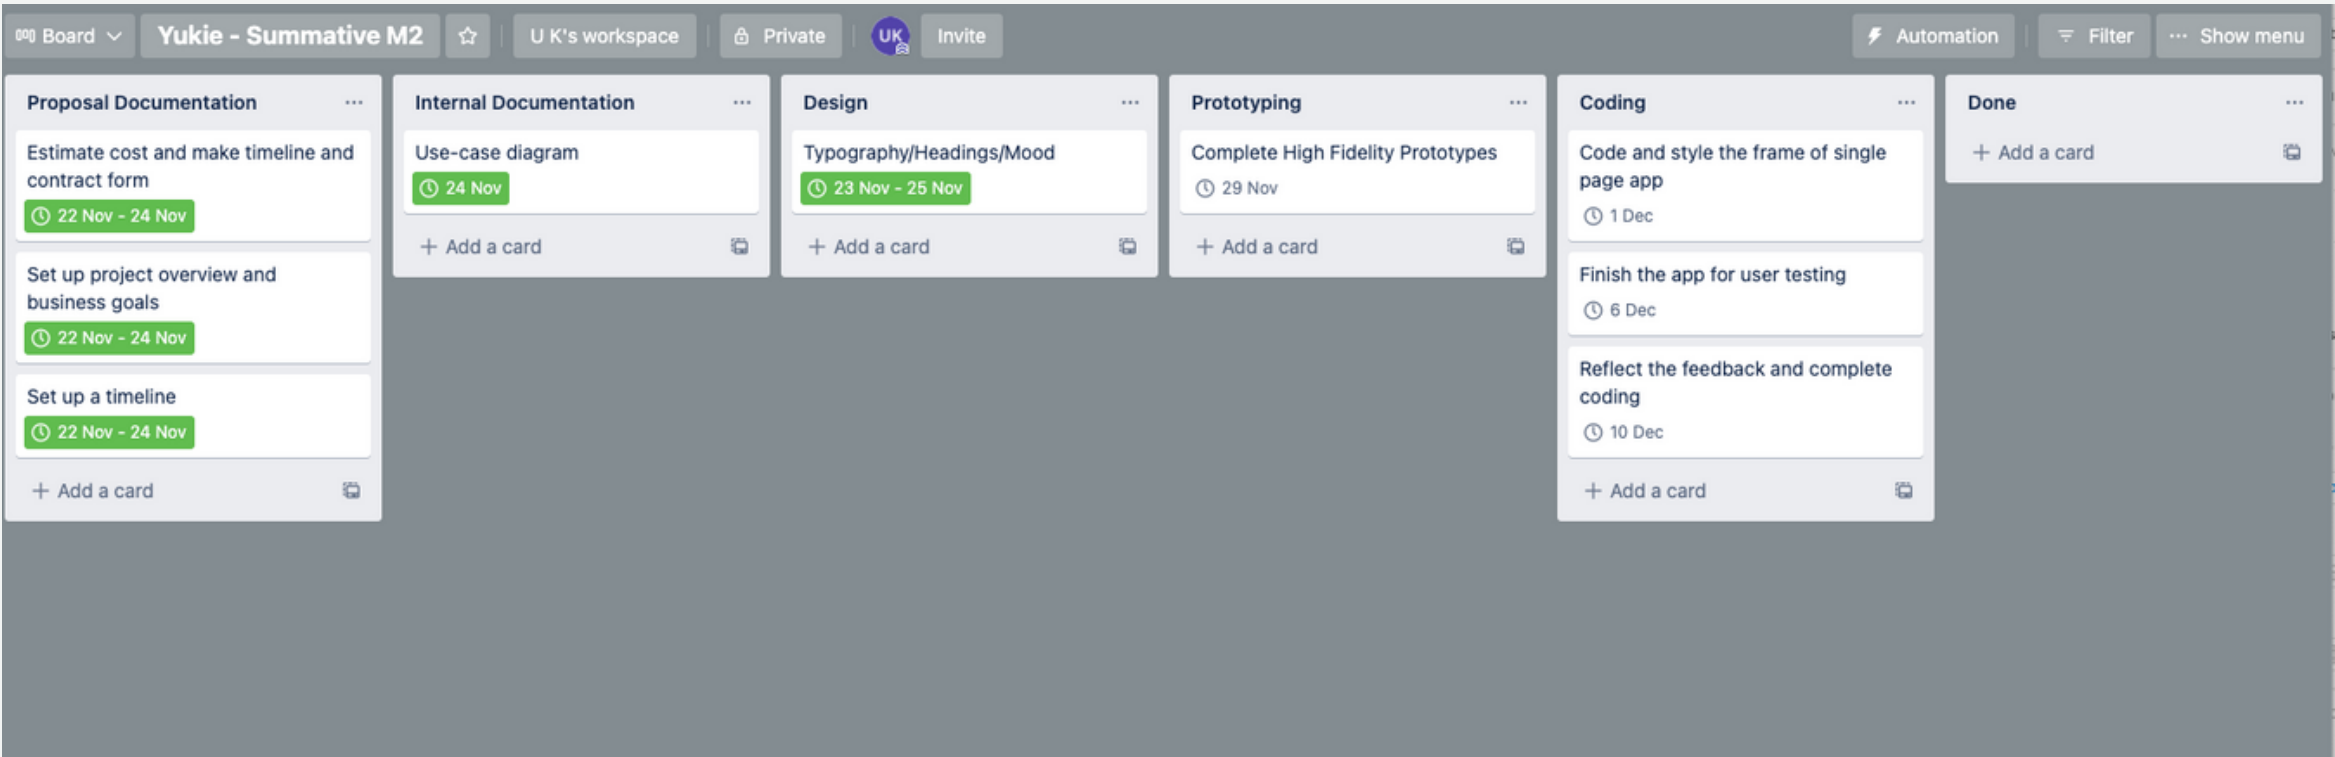 Board
Yukie - Summative M2
U K's workspace
Private
UK
Invite
Automation
Filter
Show menu
Proposal Documentation
Estimate cost and make timeline and
contract form
22 Nov - 24 Nov
Set up project overview and
business goals
22 Nov - 24 Nov
Set up a timeline
22 Nov - 24 Nov
+ Add a card
Internal Documentation
Use-case diagram
24 Nov
+ Add a card
Design
Typography/Headings/Mood
23 Nov - 25 Nov
+ Add a card
Prototyping
Complete High Fidelity Prototypes
29 Nov
+ Add a card
Coding
Code and style the frame of single
page app
1 Dec
Finish the app for user testing
6 Dec
Reflect the feedback and complete
coding
10 Dec
+ Add a card
Done
+ Add a card